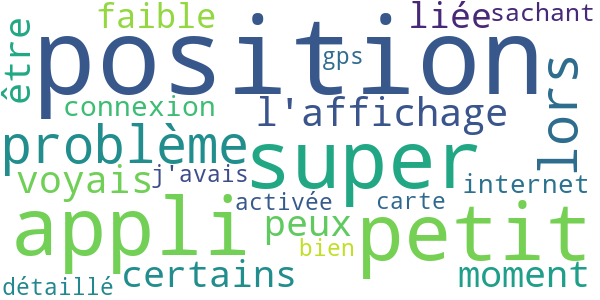 faible
liée
sachant
être
position
gps
connexion
l'affichage
lors
problème
super
voyais
j'avais
internet
activée
carte
appli
peux
petit
bien
détaillé
certains
moment